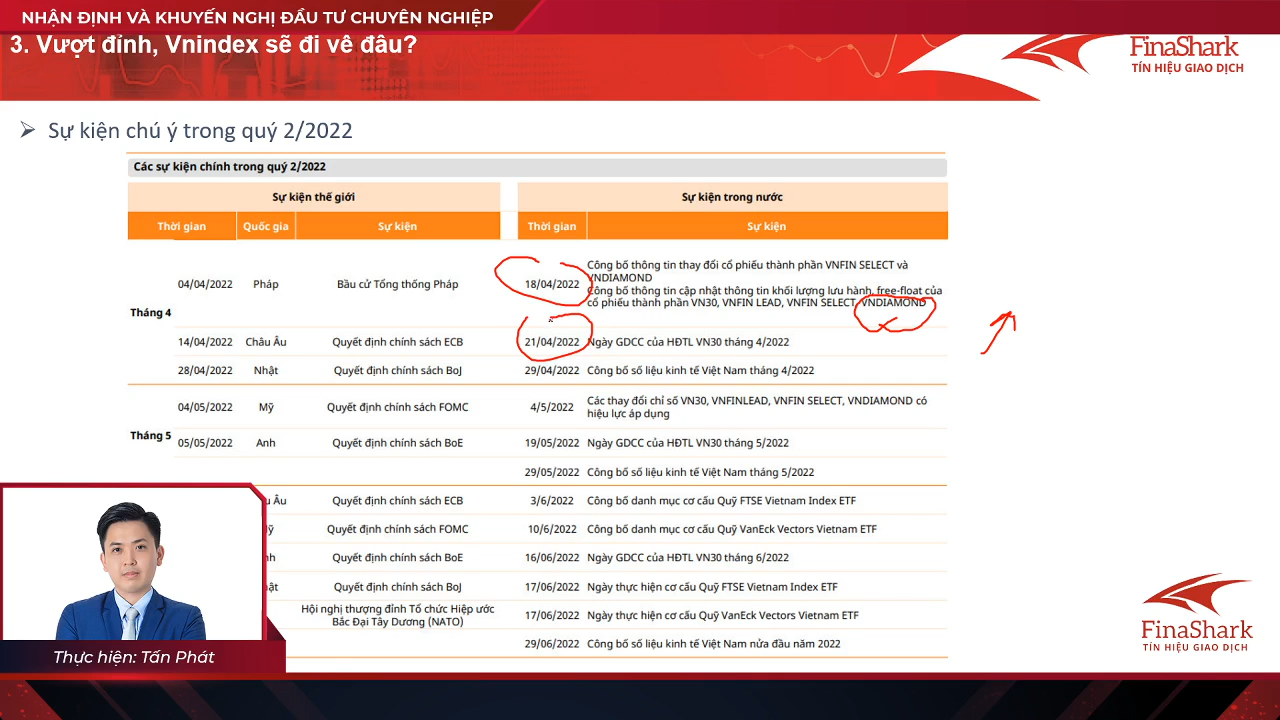 NHẬN ĐỊNH VÀ KHUYẾN NGHỊ ĐẦU TƯ CHUYÊN NGHIỆP
3. Vượt đỉnh, Vnindex sẽ đi về đâu?
FinaShark
TÍN HIỆU GIAO DỊCH
Sự kiện chú ý trong quý 2/2022
Các sự kiện chính trong quý 2/2022
Sự kiện thế giới
Sự kiện trong nước
Thời gian Quốc gia Sự kiện Thời gian Sự kiện
Tháng 4
04/04/2022 Pháp Bầu cử Tổng thống Pháp 18/04/2022 Công bố thông tin thay đổi cổ phiếu thành phần VNFIN SELECT và
VNDIAMOND
Công bố thông tin cập nhật thông tin khối lượng lưu hành, free-float của
cổ phiếu thành phần VN30, VNFIN LEAD, VNFIN SELECT, VNDIAMOND
14/04/2022 Châu Âu Quyết định chính sách ECB 21/04/2022 Ngày GDCC của HĐTL VN30 tháng 4/2022
28/04/2022 Nhật Quyết định chính sách BoJ 29/04/2022 Công bố số liệu kinh tế Việt Nam tháng 4/2022
Tháng 5
04/05/2022 Mỹ Quyết định chính sách FOMC 4/5/2022 Các thay đổi chỉ số VN30, VNFINLEAD, VNFIN SELECT, VNDIAMOND có
hiệu lực áp dụng
05/05/2022 Anh Quyết định chính sách BoE 19/05/2022 Ngày GDCC của HĐTL VN30 tháng 5/2022
29/05/2022 Công bố số liệu kinh tế Việt Nam tháng 5/2022
Âu Quyết định chính sách ECB 3/6/2022 Công bố danh mục cơ cấu Quỹ FTSE Vietnam Index ETF
Quyết định chính sách FOMC 10/6/2022 Công bố danh mục cơ cấu Quỹ VanEck Vectors Vietnam ETF
Quyết định chính sách BoE 16/06/2022 Ngày GDCC của HĐTL VN30 tháng 6/2022
Quyết định chính sách BoJ 17/06/2022 Ngày thực hiện cơ cấu Quỹ FTSE Vietnam Index ETF
Hội nghị thượng đỉnh Tổ chức Hiệp ước
Bắc Đại Tây Dương (NATO) 17/06/2022 Ngày thực hiện cơ cấu Quỹ VanEck Vectors Vietnam ETF
29/06/2022 Công bố số liệu kinh tế Việt Nam nửa đầu năm 2022
Thực hiện: Tấn Phát
FinaShark
TÍN HIỆU GIAO DỊCH